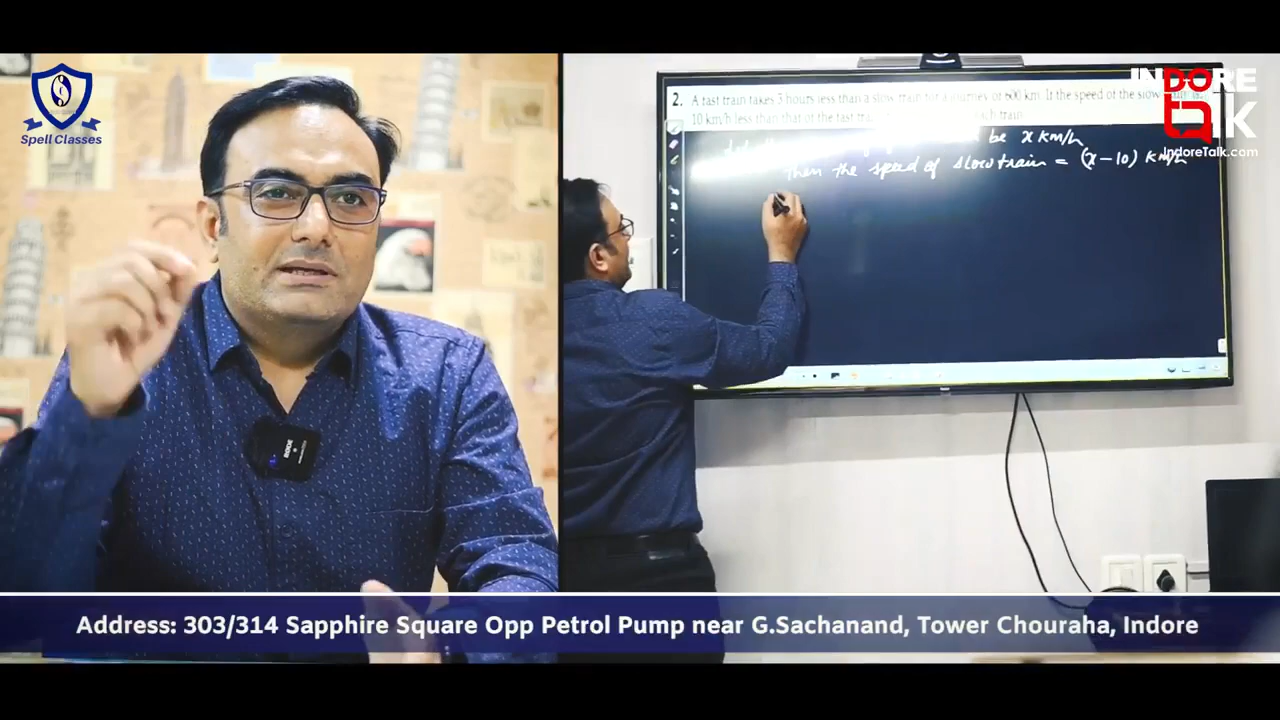 Spell Classes
INDORE
TALK
IndoreTalk.com
2. A fast train takes 3 hours less than a slow train for a journey of 600 km. If the speed of the slow
10 km/h less than that of the fast train
be x km/h
Then the speed of slow train = (x-10) km/h
RODE
Address: 303/314 Sapphire Square Opp Petrol Pump near G.Sachanand, Tower Chouraha, Indore